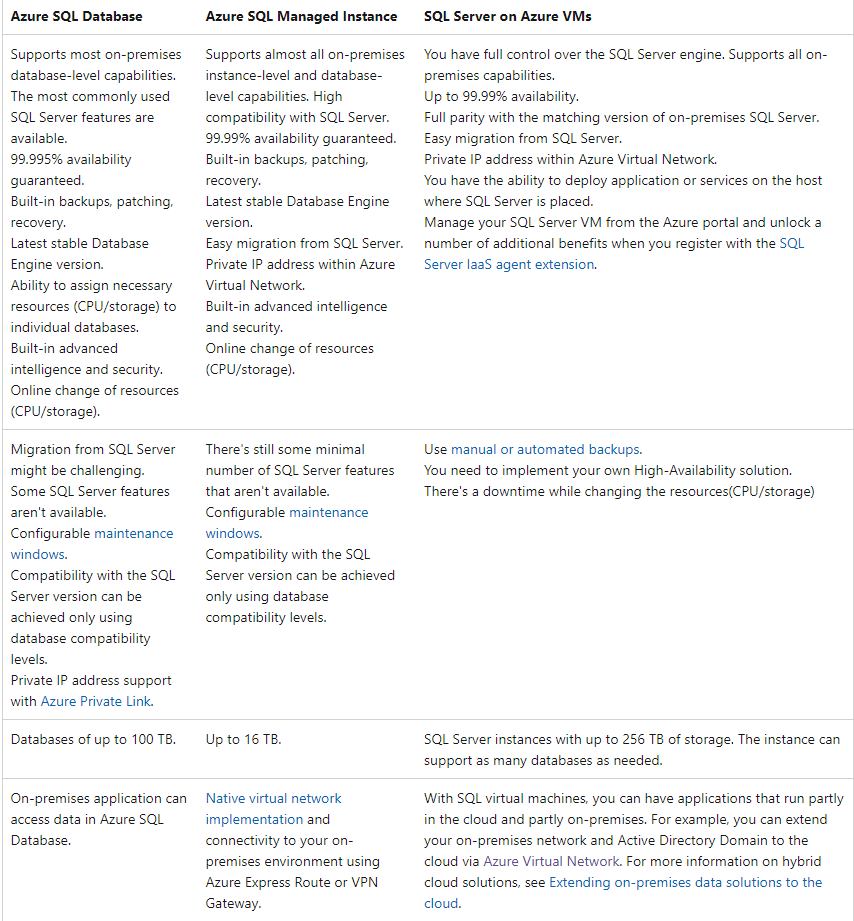 Azure SQL Database
Azure SQL Managed Instance
SQL Server on Azure VMs
Supports most on-premises
database-level capabilities.
The most commonly used
SQL Server features are
available.
99.995% availability
guaranteed.
Built-in backups, patching,
recovery.
Latest stable Database
Engine version.
Ability to assign necessary
resources (CPU/storage) to
individual databases.
Built-in advanced
intelligence and security.
Online change of resources
(CPU/storage).
Supports almost all on-premises
instance-level and database-
level capabilities. High
compatibility with SQL Server.
99.99% availability guaranteed.
Built-in backups, patching,
recovery.
Latest stable Database Engine
version.
Easy migration from SQL Server.
Private IP address within Azure
Virtual Network.
Built-in advanced intelligence
and security.
Online change of resources
(CPU/storage).
You have full control over the SQL Server engine. Supports all on-
premises capabilities.
Up to 99.99% availability.
Full parity with the matching version of on-premises SQL Server.
Easy migration from SQL Server.
Private IP address within Azure Virtual Network.
You have the ability to deploy application or services on the host
where SQL Server is placed.
Manage your SQL Server VM from the Azure portal and unlock a
number of additional benefits when you register with the SQL
Server IaaS agent extension.
Migration from SQL Server
might be challenging.
Some SQL Server features
aren't available.
Configurable maintenance
windows.
Compatibility with the SQL
Server version can be
achieved only using
database compatibility
levels.
Private IP address support
with Azure Private Link.
There's still some minimal
number of SQL Server features
that aren't available.
Configurable maintenance
windows.
Compatibility with the SQL
Server version can be achieved
only using database
compatibility levels.
Use manual or automated backups.
You need to implement your own High-Availability solution.
There's a downtime while changing the resources(CPU/storage)
Databases of up to 100 TB.
Up to 16 TB.
SQL Server instances with up to 256 TB of storage. The instance can
support as many databases as needed.
On-premises application can
access data in Azure SQL
Database.
Native virtual network
implementation and
connectivity to your on-
premises environment using
Azure Express Route or VPN
Gateway.
With SQL virtual machines, you can have applications that run partly
in the cloud and partly on-premises. For example, you can extend
your on-premises network and Active Directory Domain to the
cloud via Azure Virtual Network. For more information on hybrid
cloud solutions, see Extending on-premises data solutions to the
cloud.